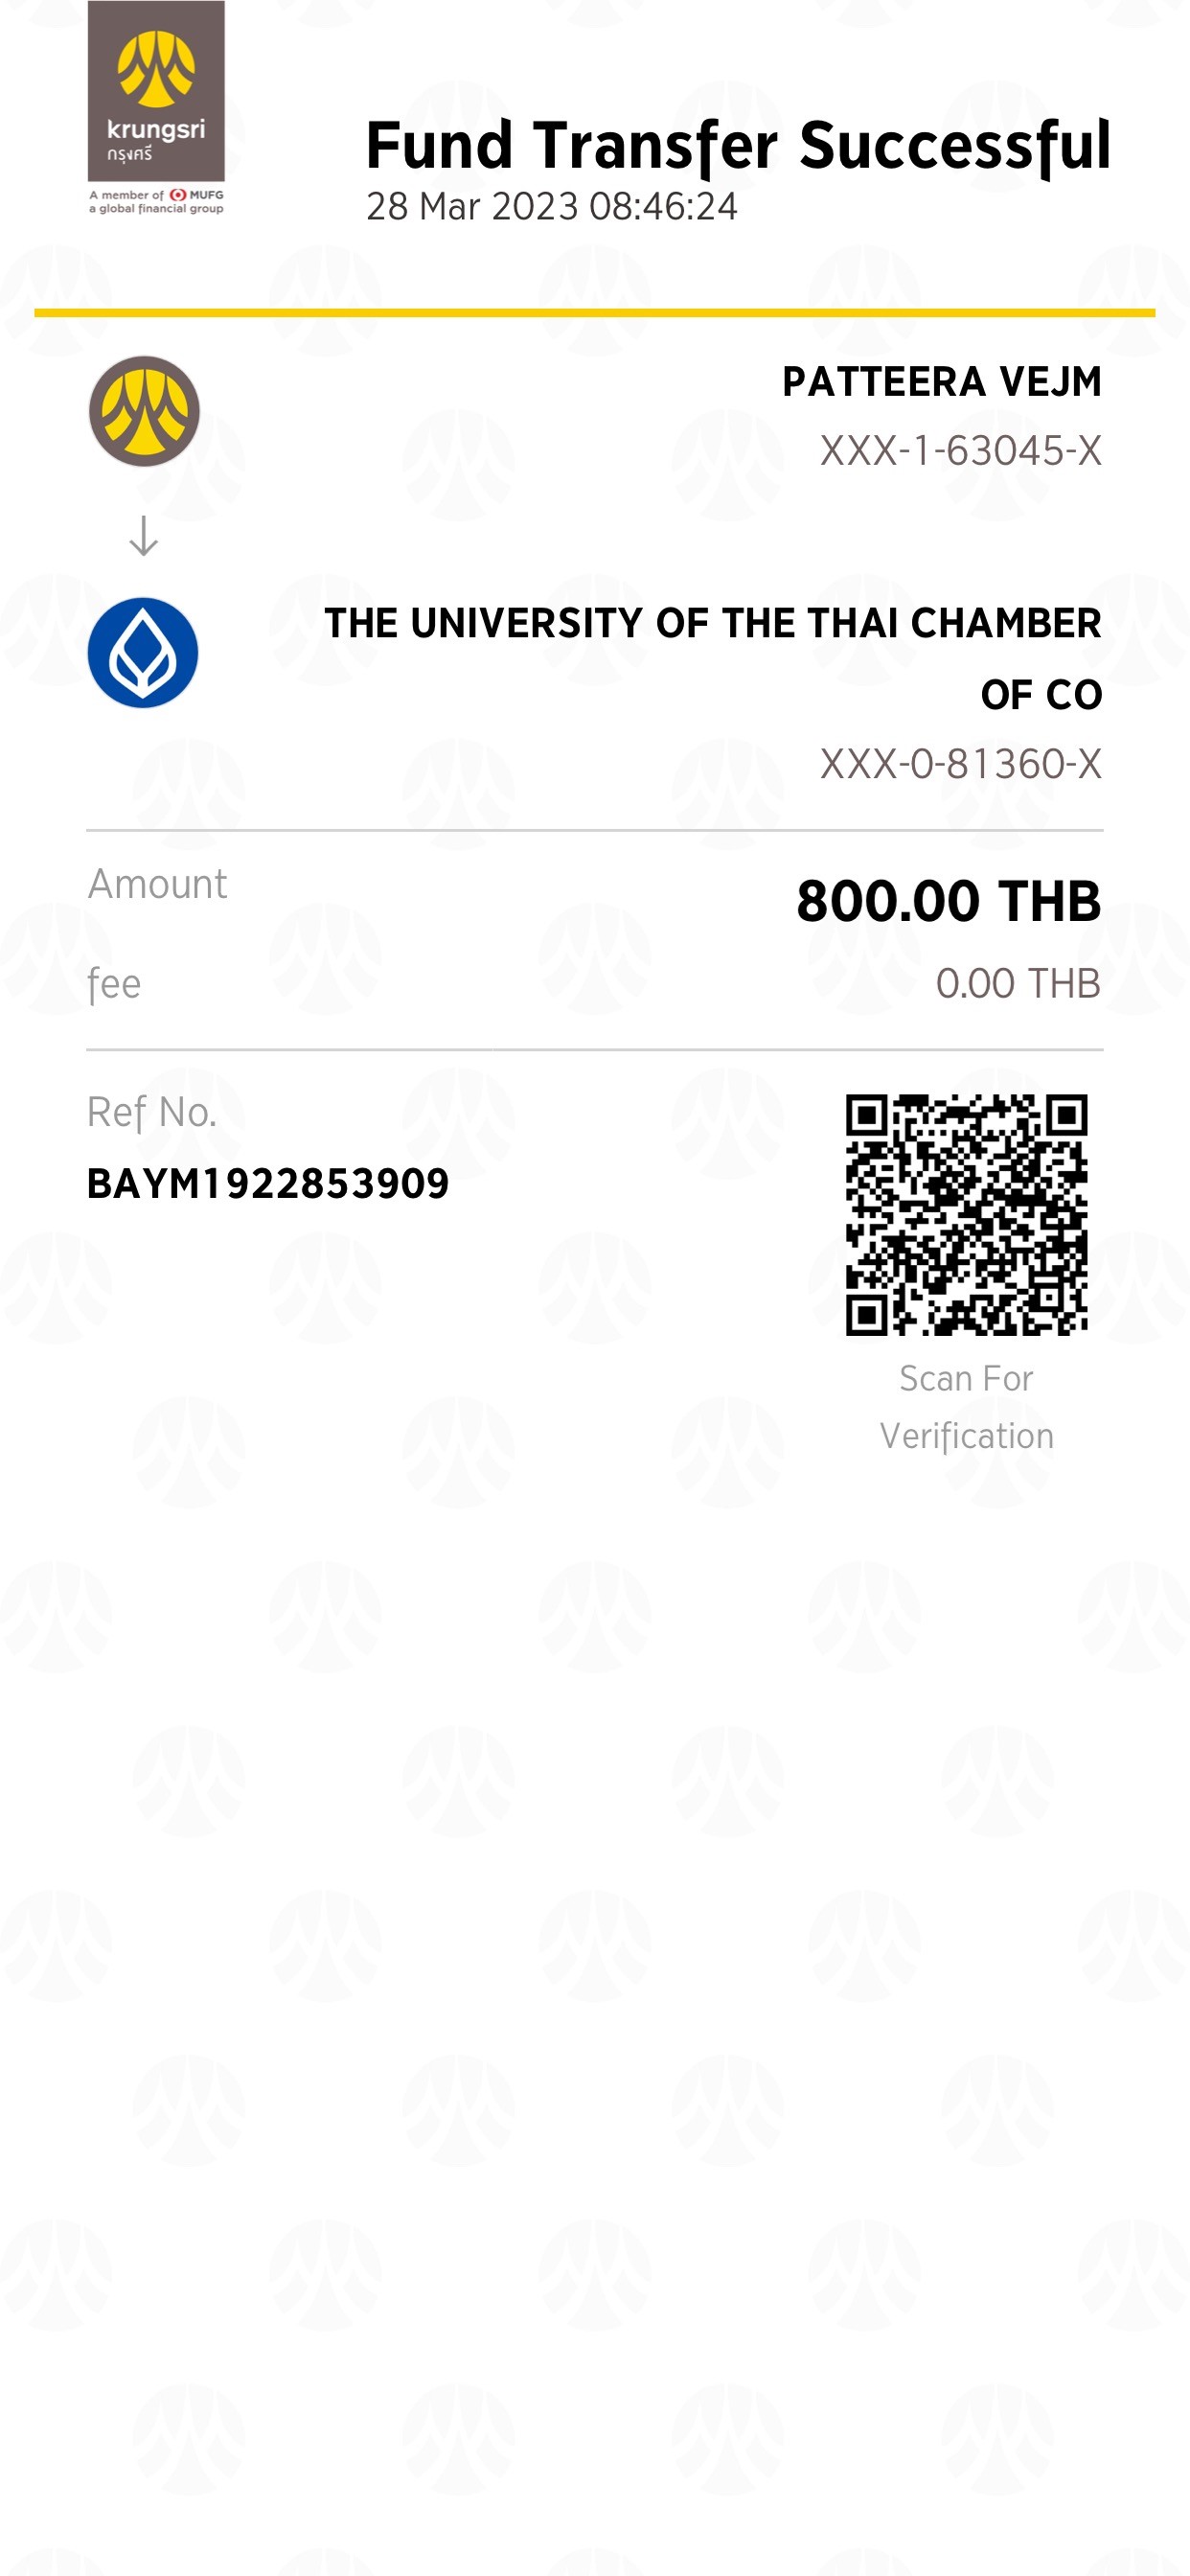 krungsri
กรุงศรี
A member of MUFG
a global financial group
Fund Transfer Successful
28 Mar 2023 08:46:24
PATTEERA VEJM
XXX-1-63045-X
THE UNIVERSITY OF THE THAI CHAMBER
OF CO
XXX-0-81360-X
Amount
800.00 THB
fee
0.00 THB
Ref No.
BAYM1922853909
Scan For
Verification